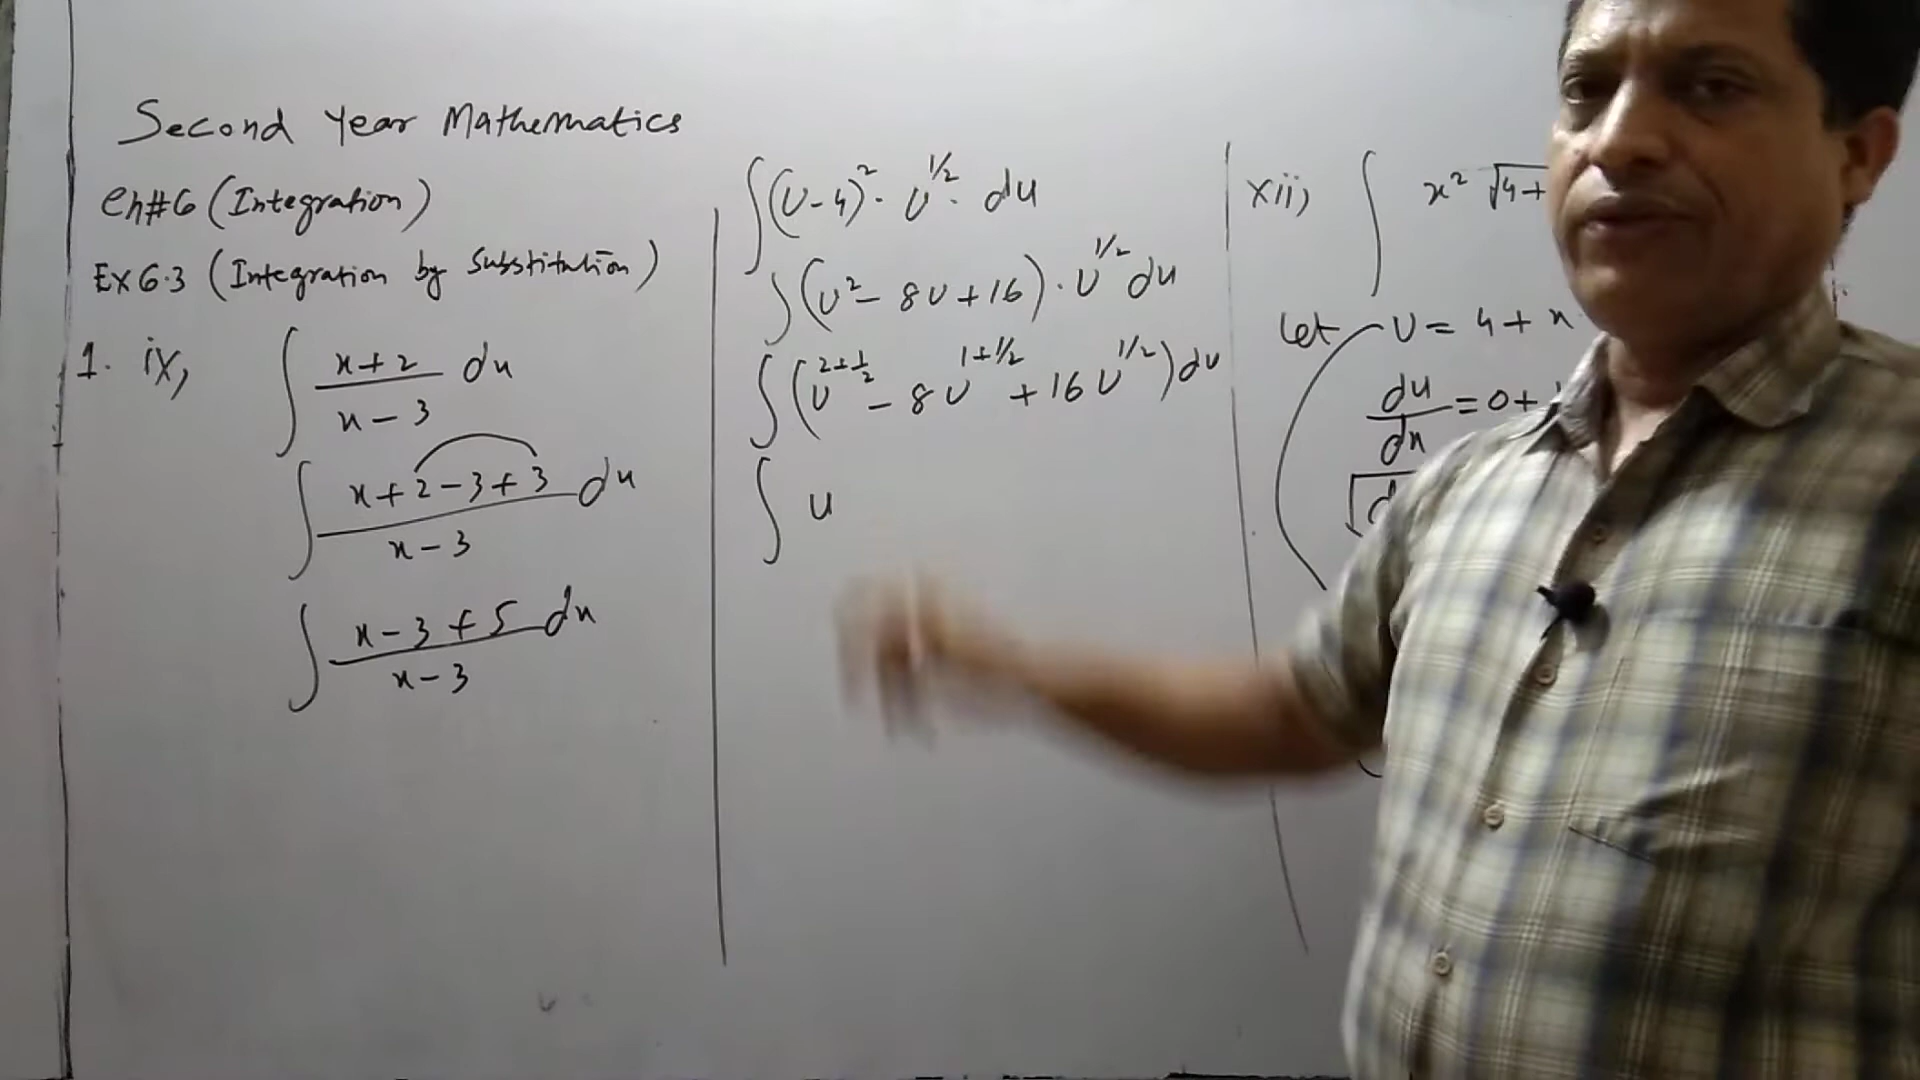 Second Year Mathematics
Ch#6 (Integration)
Ex 6.3 (Integration by Substitution)
1. ix, ∫ x+2 / x-3 dx
∫ x+2-3+3 / x-3 dx
∫ x-3+5 / x-3 dx
∫ (U-4)² · U^1/2 · du
∫ (U² - 8U + 16) · U^1/2 du
∫ (U^2+1/2 - 8U^1+1/2 + 16U^1/2) du
∫ u
xii) ∫ x² √4+
Let U = 4 + x
du/dx = 0+